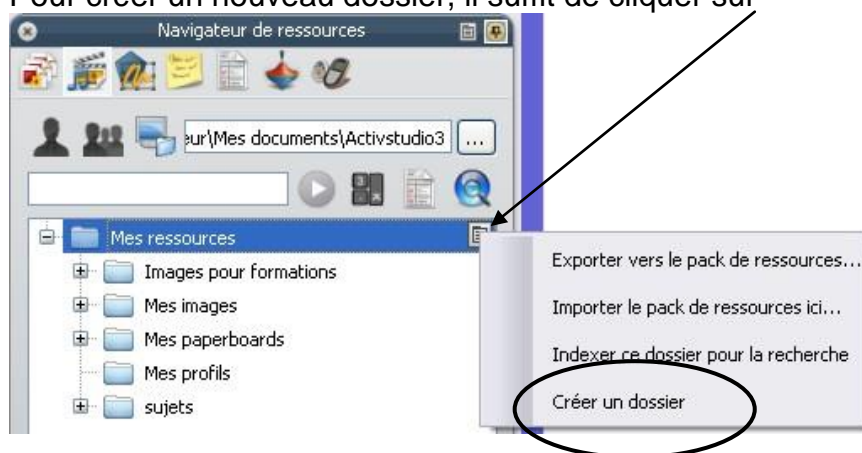 Pour créer un nouveau dossier, il suffit de cliquer sur
Navigateur de ressources
eur\Mes documents\Activstudio3 ...
Mes ressources
Images pour formations
Mes images
Mes paperboards
Mes profils
sujets
Exporter vers le pack de ressources...
Importer le pack de ressources ici...
Indexer ce dossier pour la recherche
Créer un dossier